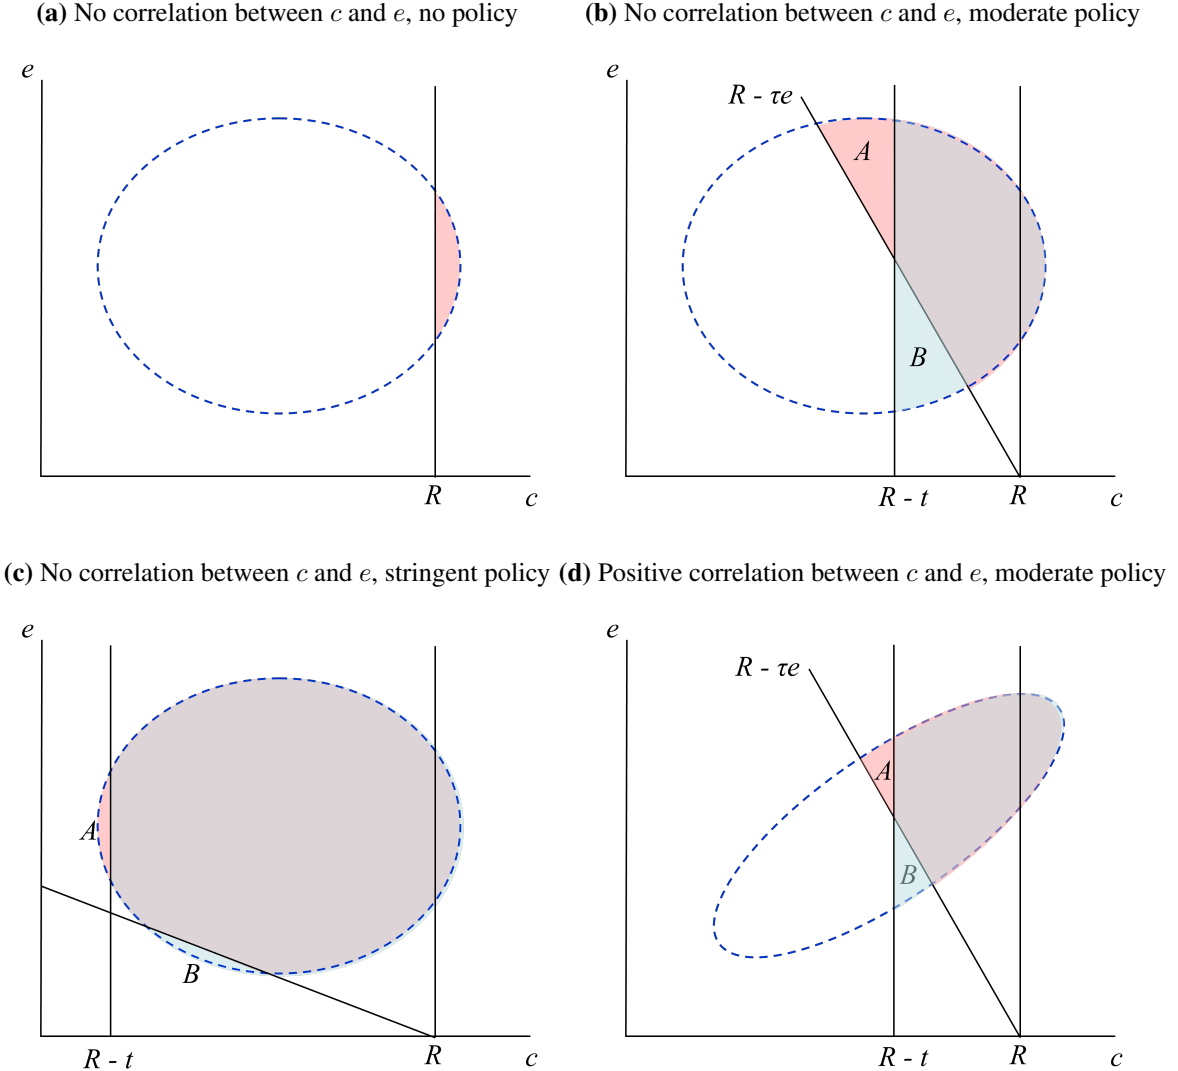 (a) No correlation between c and e, no policy
e
R
c
(b) No correlation between c and e, moderate policy
e
R - τe
A
B
R - t
R
c
(c) No correlation between c and e, stringent policy
e
A
B
R - t
R
c
(d) Positive correlation between c and e, moderate policy
e
R - τe
A
B
R - t
R
c